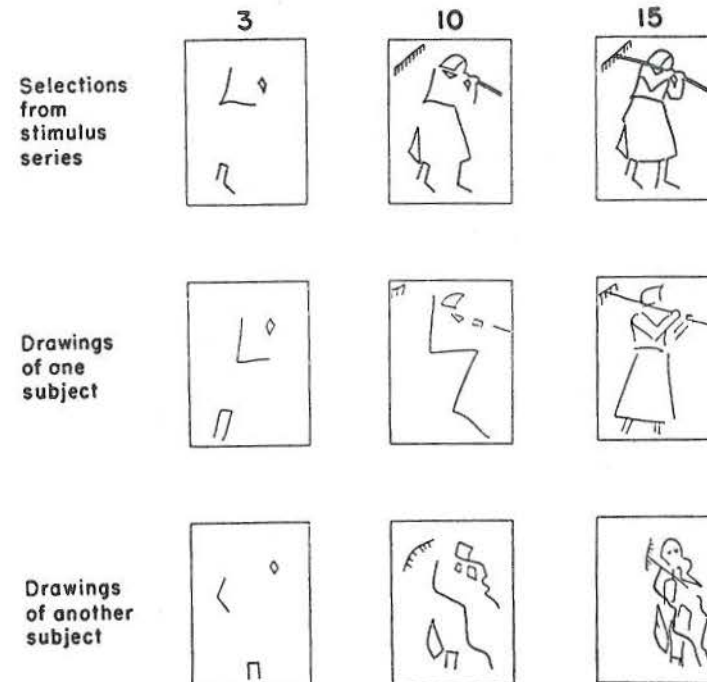 3 10 15
Selections
from
stimulus
series
Drawings
of one
subject
Drawings
of another
subject